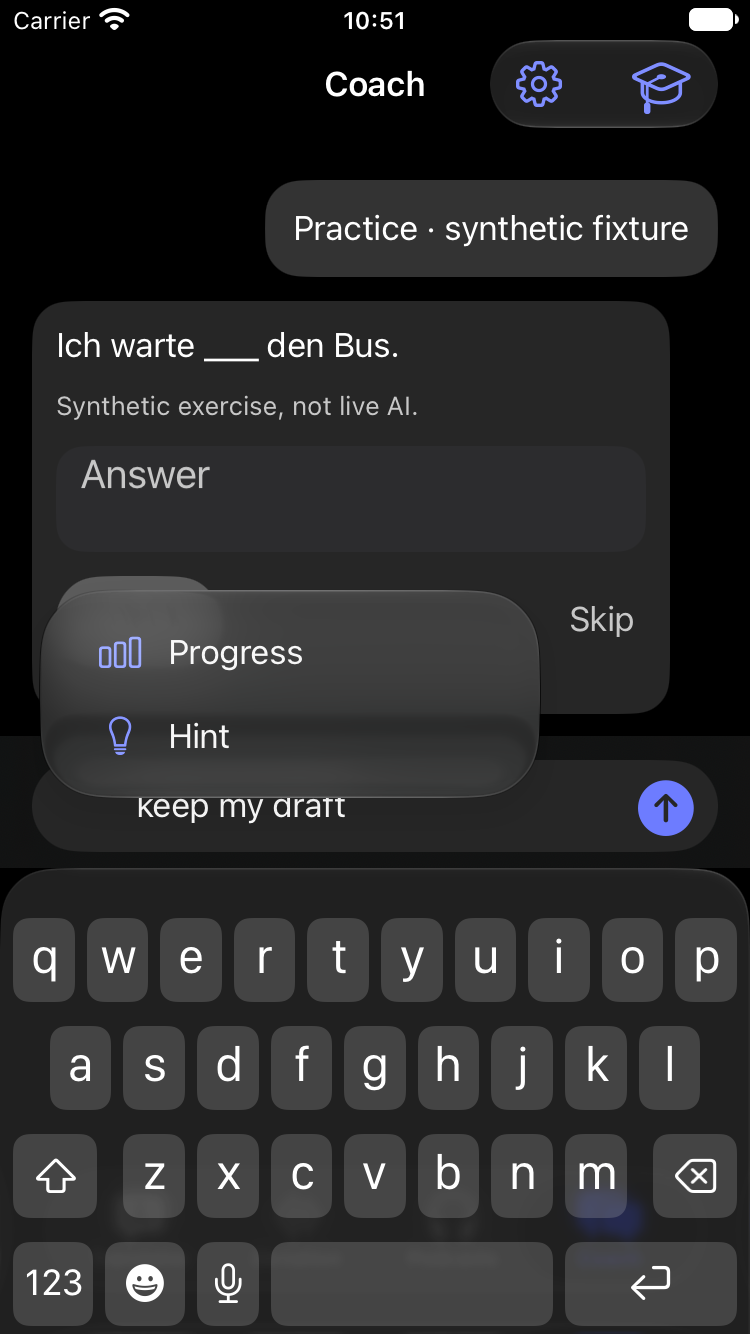 Carrier 10:51
Coach
Practice · synthetic fixture
Ich warte ____ den Bus.
Synthetic exercise, not live AI.
Answer
Skip
Progress
Hint
keep my draft
q w e r t y u i o p
a s d f g h j k l
z x c v b n m
123